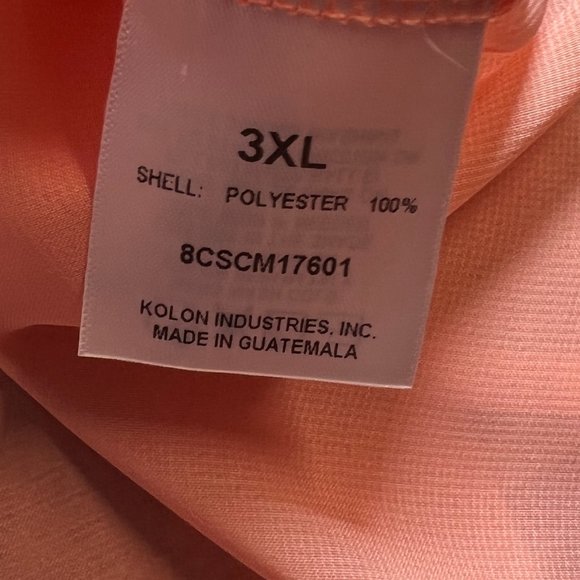 3XL
SHELL: POLYESTER 100%
8CSCM17601
KOLON INDUSTRIES, INC.
MADE IN GUATEMALA